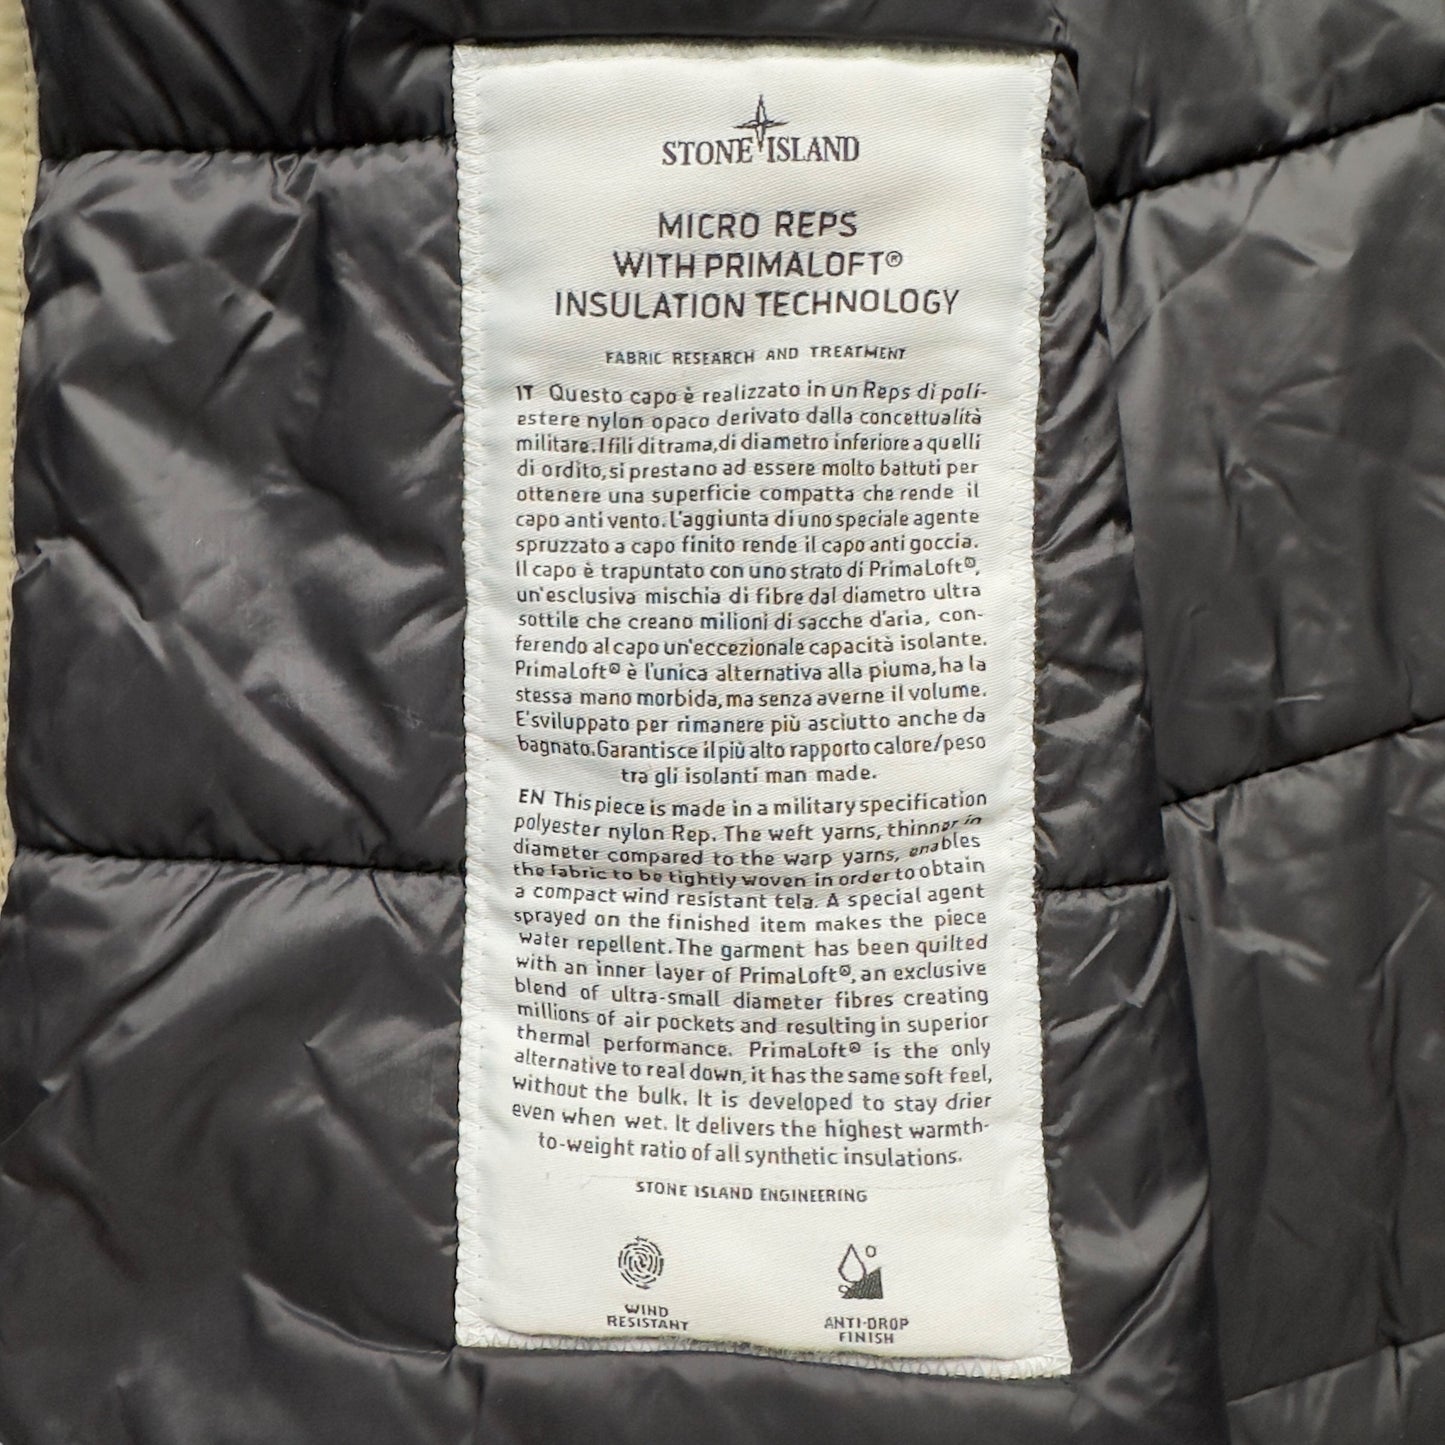 STONE ISLAND
MICRO REPS
WITH PRIMALOFT®
INSULATION TECHNOLOGY
FABRIC RESEARCH AND TREATMENT
IT Questo capo è realizzato in un Reps di poli-
estere nylon opaco derivato dalla concettualità
militare. I fili di trama, di diametro inferiore a quelli
di ordito, si prestano ad essere molto battuti per
ottenere una superficie compatta che rende il
capo anti vento. L'aggiunta di uno speciale agente
spruzzato a capo finito rende il capo anti goccia.
Il capo è trapuntato con uno strato di PrimaLoft®,
un'esclusiva mischia di fibre dal diametro ultra
sottile che creano milioni di sacche d'aria, con-
ferendo al capo un'eccezionale capacità isolante.
PrimaLoft® è l'unica alternativa alla piuma, ha la
stessa mano morbida, ma senza averne il volume.
E'sviluppato per rimanere più asciutto anche da
bagnato. Garantisce il più alto rapporto calore/peso
tra gli isolanti man made.
EN This piece is made in a military specification
polyester nylon Rep. The weft yarns, thinner in
diameter compared to the warp yarns, enables
the fabric to be tightly woven in order to obtain
a compact wind resistant tela. A special agent
sprayed on the finished item makes the piece
water repellent. The garment has been quilted
with an inner layer of PrimaLoft®, an exclusive
blend of ultra-small diameter fibres creating
millions of air pockets and resulting in superior
thermal performance. PrimaLoft® is the only
alternative to real down, it has the same soft feel,
without the bulk. It is developed to stay drier
even when wet. It delivers the highest warmth-
to-weight ratio of all synthetic insulations.
STONE ISLAND ENGINEERING
WIND
RESISTANT
ANTI-DROP
FINISH